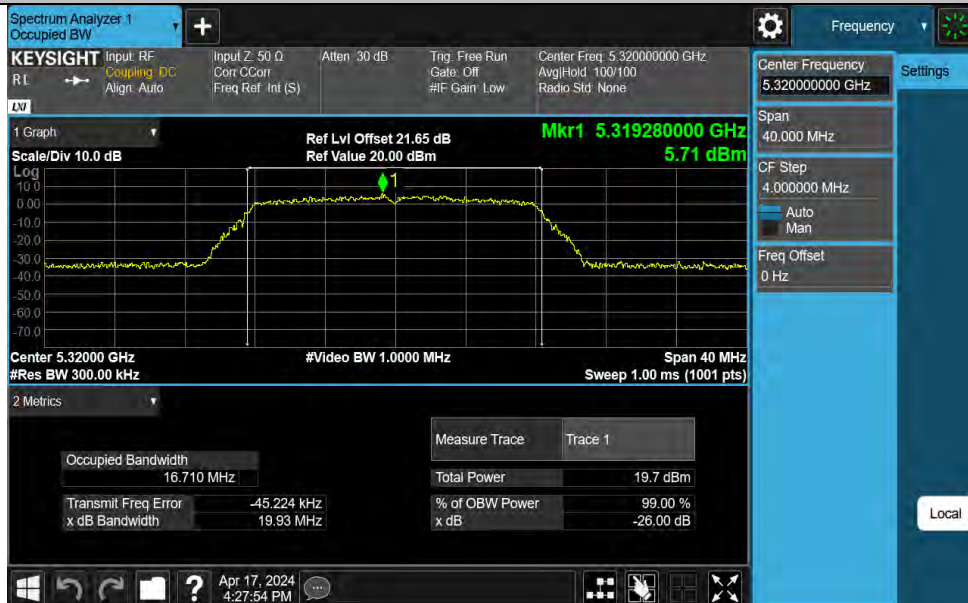 Spectrum Analyzer 1
Occupied BW
Frequency
KEYSIGHT
RL
LXI
Input: RF
Coupling: DC
Align: Auto
Input Z: 50 Ω
Corr CCorr
Freq Ref: Int (S)
Atten: 30 dB
Trig: Free Run
Gate: Off
#IF Gain: Low
Center Freq: 5.320000000 GHz
Avg|Hold: 100/100
Radio Std: None
Center Frequency
5.320000000 GHz
Settings
Span
40.000 MHz
CF Step
4.000000 MHz
Auto
Man
Freq Offset
0 Hz
1 Graph
Scale/Div 10.0 dB
Ref Lvl Offset 21.65 dB
Ref Value 20.00 dBm
Mkr1 5.319280000 GHz
5.71 dBm
Log
10.0
0.00
-10.0
-20.0
-30.0
-40.0
-50.0
-60.0
-70.0
1
Center 5.32000 GHz
#Res BW 300.00 kHz
#Video BW 1.0000 MHz
Span 40 MHz
Sweep 1.00 ms (1001 pts)
2 Metrics
Measure Trace Trace 1
Occupied Bandwidth
16.710 MHz
Total Power 19.7 dBm
Transmit Freq Error -45.224 kHz
% of OBW Power 99.00 %
x dB Bandwidth 19.93 MHz
x dB -26.00 dB
Local
?
Apr 17, 2024
4:27:54 PM